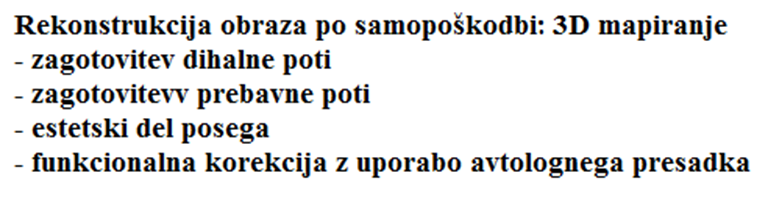 Rekonstrukcija obraza po samopoškodbi: 3D mapiranje
- zagotovitev dihalne poti
- zagotovitevv prebavne poti
- estetski del posega
- funkcionalna korekcija z uporabo avtolognega presadka